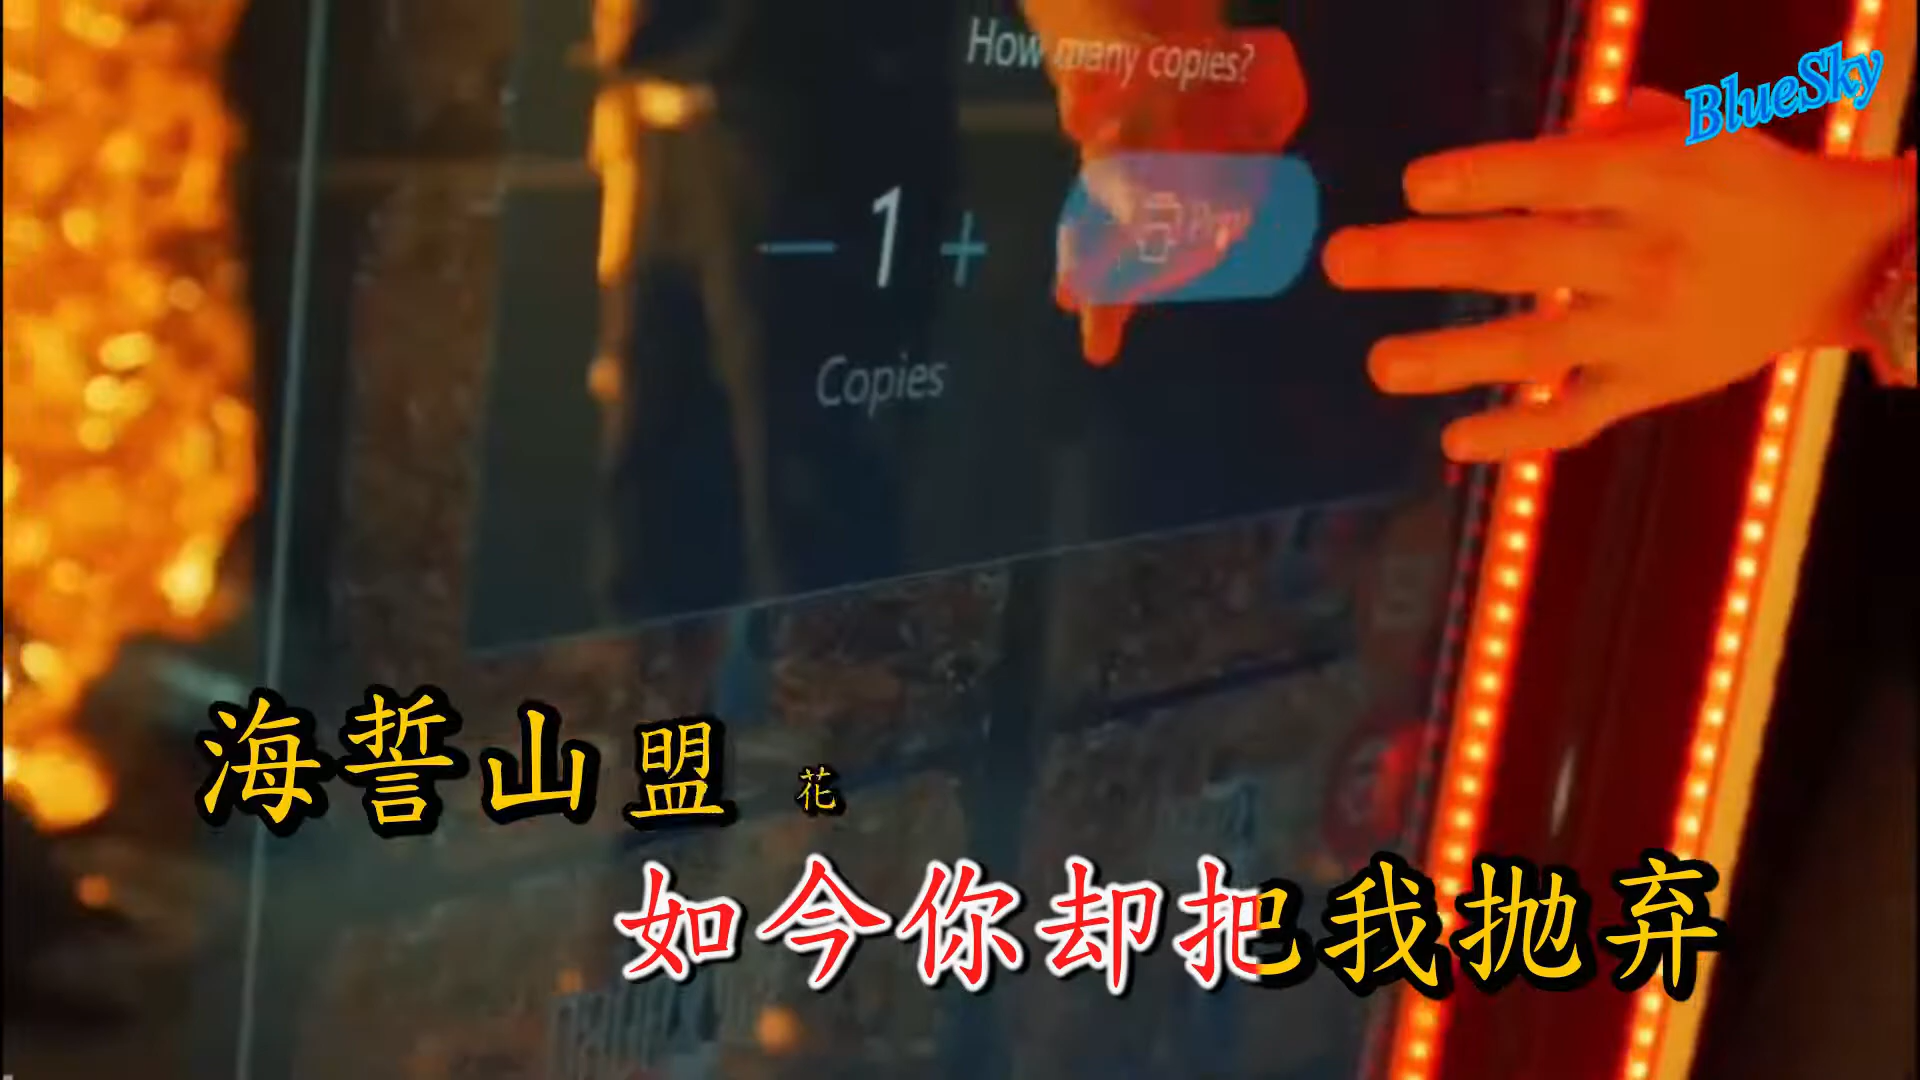 How many copies?
BlueSky
— 1 +
Print
Copies
海誓山盟 花
如今你却把我抛弃